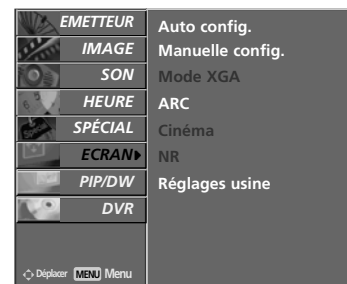 EMETTEUR
IMAGE
SON
HEURE
SPÉCIAL
ECRAN
PIP/DW
DVR
Déplacer MENU Menu
Auto config.
Manuelle config.
Mode XGA
ARC
Cinéma
NR
Réglages usine